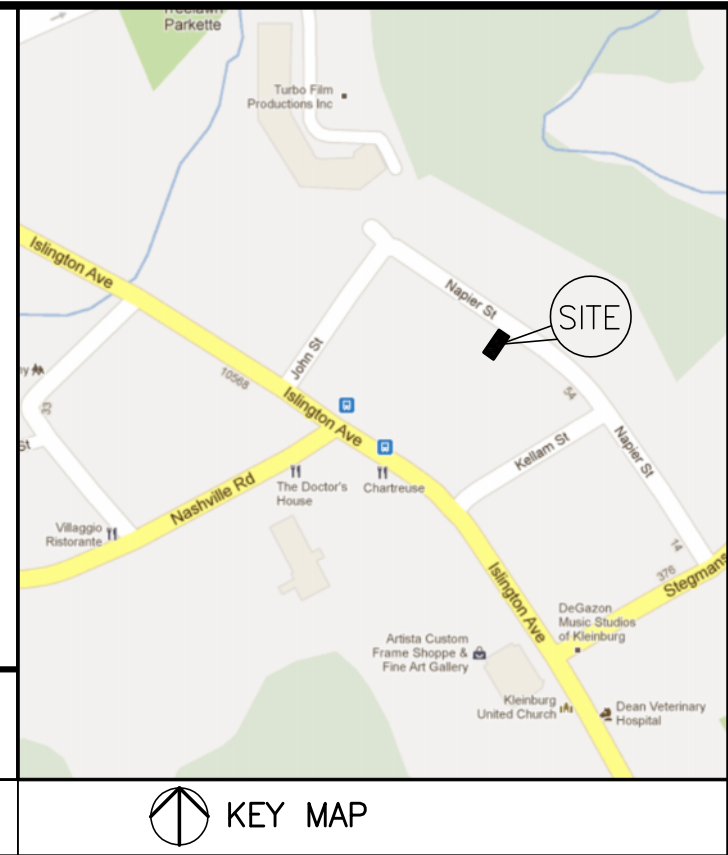 Parkette
Turbo Film
Productions Inc
Islington Ave
Napier St
SITE
John St
10568
Islington Ave
54
33
Kellam St
Napier St
The Doctor's
House
Chartreuse
Nashville Rd
Villaggio
Ristorante
14
376
Stegmans
Islington Ave
DeGazon
Music Studios
of Kleinburg
Artista Custom
Frame Shoppe &
Fine Art Gallery
Kleinburg
United Church
Dean Veterinary
Hospital
KEY MAP